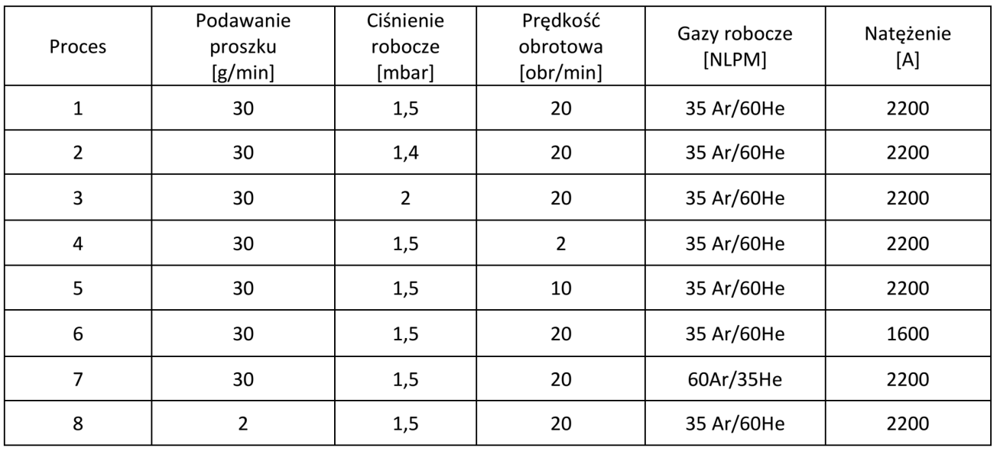 Proces Podawanie proszku [g/min] Ciśnienie robocze [mbar] Prędkość obrotowa [obr/min] Gazy robocze [NLPM] Natężenie [A]
1 30 1,5 20 35 Ar/60He 2200
2 30 1,4 20 35 Ar/60He 2200
3 30 2 20 35 Ar/60He 2200
4 30 1,5 2 35 Ar/60He 2200
5 30 1,5 10 35 Ar/60He 2200
6 30 1,5 20 35 Ar/60He 1600
7 30 1,5 20 60Ar/35He 2200
8 2 1,5 20 35 Ar/60He 2200